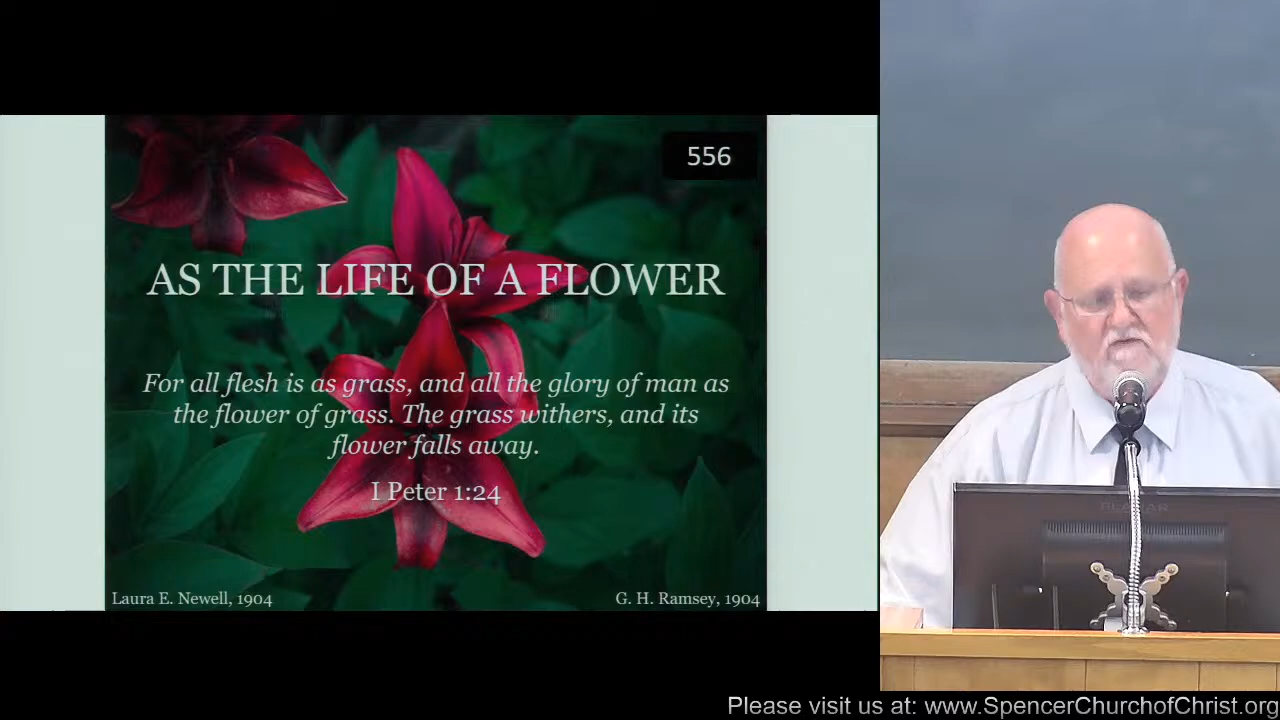 556
AS THE LIFE OF A FLOWER
For all flesh is as grass, and all the glory of man as
the flower of grass. The grass withers, and its
flower falls away.
I Peter 1:24
Laura E. Newell, 1904
G. H. Ramsey, 1904
Please visit us at: www.SpencerChurchofChrist.org